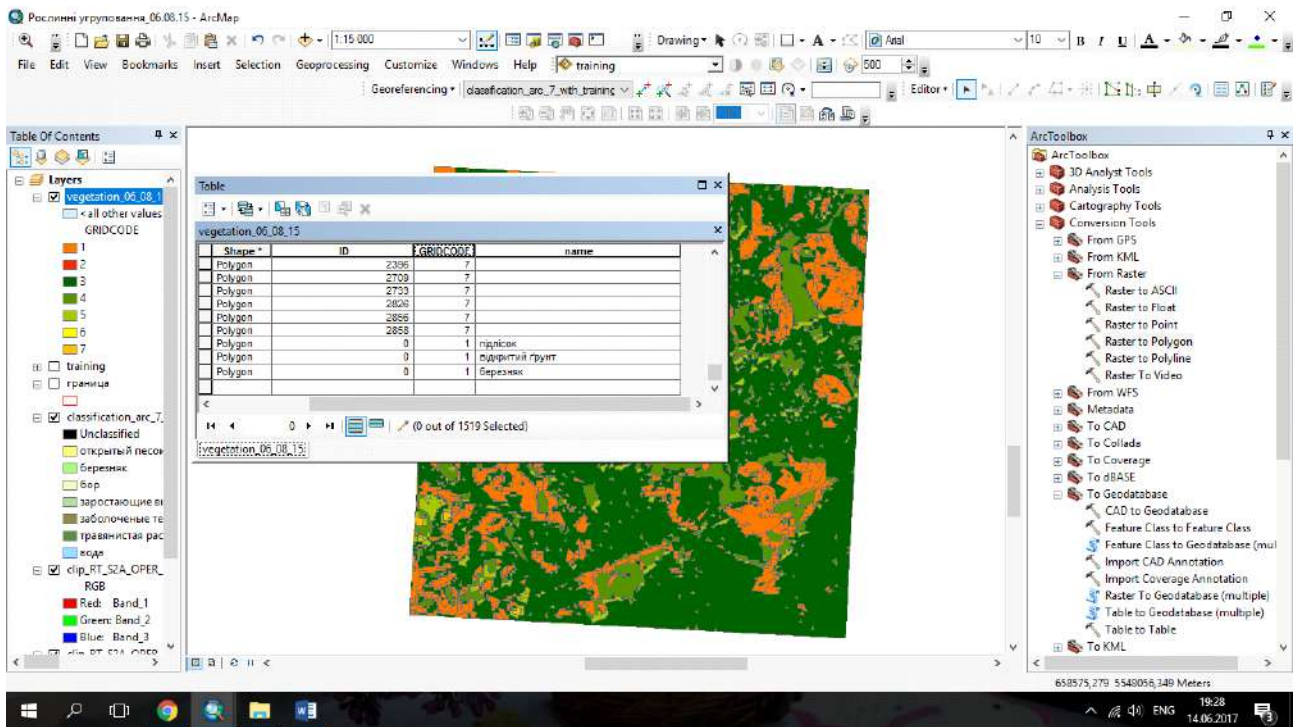 Рослинні угрупования_06.08.15 - ArcMap
1:15 000
Drawing
A
Arial
10
B I U A
File Edit View Bookmarks Insert Selection Geoprocessing Customize Windows Help
training
500
Georeferencing
classification_arc_7_with_training
Editor
Table Of Contents
Layers
vegetation_06_08_1
<all other values
GRIDCODE
1
2
3
4
5
6
7
training
граница
classification_arc_7_
Unclassified
открытый песок
березняк
бор
заростающие
заболоченые те
травянистая рас
вода
clip_RT_S2A_OPER_
RGB
Red: Band_1
Green: Band_2
Blue: Band_3
clip_RT_S2A_OPER
Table
vegetation_06_08_15
Shape * ID GRIDCODE name
Polygon 7
Polygon 2709 7
Polygon 2733 7
Polygon 2826 7
Polygon 2856 7
Polygon 2858 7
Polygon 0 1 підлісок
Polygon 0 1 відкритий ґрунт
Polygon 0 1 березняк
0
(0 out of 1519 Selected)
vegetation_06_08_15
ArcToolbox
ArcToolbox
3D Analyst Tools
Analysis Tools
Cartography Tools
Conversion Tools
From GPS
From KML
From Raster
Raster to ASCII
Raster to Float
Raster to Point
Raster to Polygon
Raster to Polyline
Raster To Video
From WFS
Metadata
To CAD
To Collada
To Coverage
To dBASE
To Geodatabase
CAD to Geodatabase
Feature Class to Feature Class
Feature Class to Geodatabase (mul
Import CAD Annotation
Import Coverage Annotation
Raster To Geodatabase (multiple)
Table to Geodatabase (multiple)
Table to Table
To KML
658575,279 5548056,349 Meters
ENG
19:28
14.06.2017